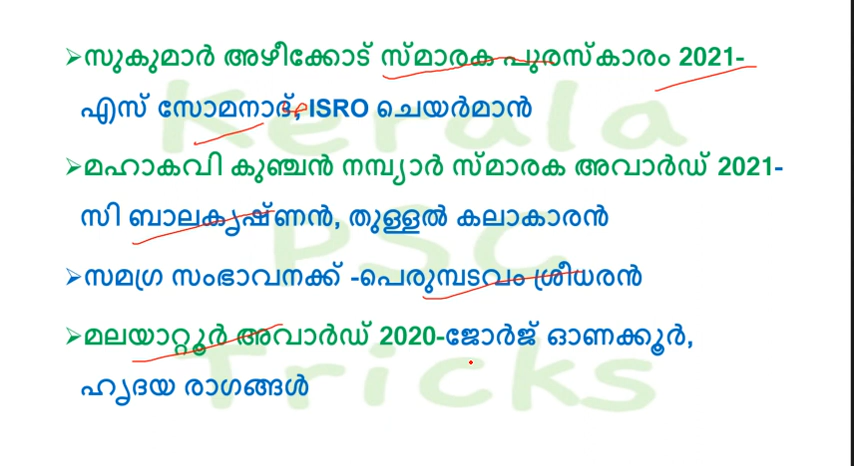 ➢സുകുമാർ അഴീക്കോട് സ്മാരക പുരസ്കാരം 2021-
എസ് സോമനാഭ്, ISRO ചെയർമാൻ
➢മഹാകവി കുഞ്ചൻ നമ്പ്യാർ സ്മാരക അവാർഡ് 2021-
സി ബാലകൃഷ്ണൻ, തുള്ളൽ കലാകാരൻ
➢സമഗ്ര സംഭാവനക്ക് -പെരുമ്പടവം ശ്രീധരൻ
➢മലയാറ്റൂർ അവാർഡ് 2020-ജോർജ് ഓണക്കൂർ,
ഹൃദയ രാഗങ്ങൾ
Kerala
PSC
Tricks